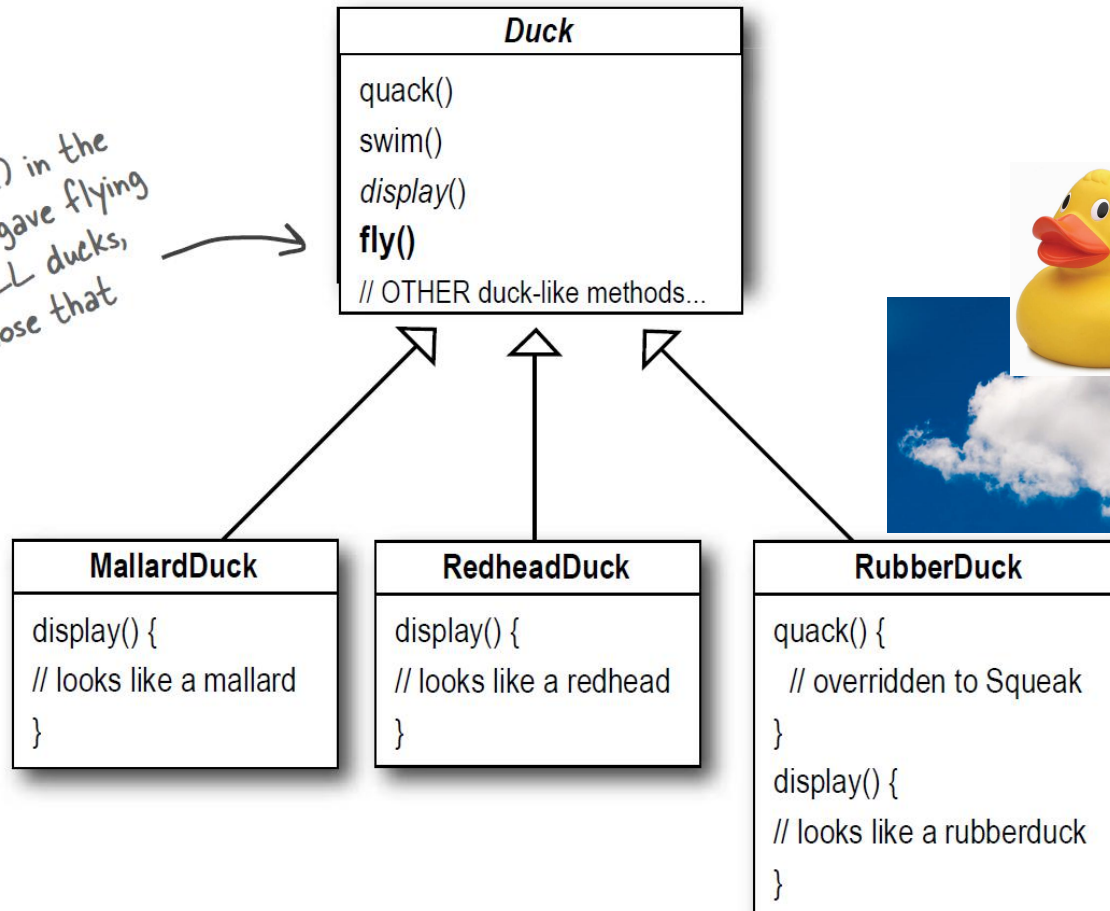 Duck
quack()
swim()
display()
fly()
// OTHER duck-like methods...
) in the
gave flying
LL ducks,
ose that
MallardDuck
display() {
// looks like a mallard
}
RedheadDuck
display() {
// looks like a redhead
}
RubberDuck
quack() {
// overridden to Squeak
}
display() {
// looks like a rubberduck
}